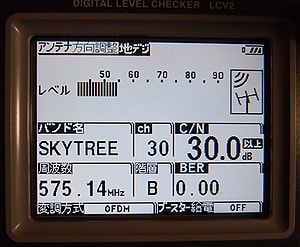 DIGITAL LEVEL CHECKER LCV2
アンテナ方向調整 地デジ
50 60 70 80 90
レベル
バンド名 ch C/N
SKYTREE 30 30.0 以上 dB
周波数 階層 BER
575.14MHz B 0.00
変調方式 OFDM ブースター給電 OFF